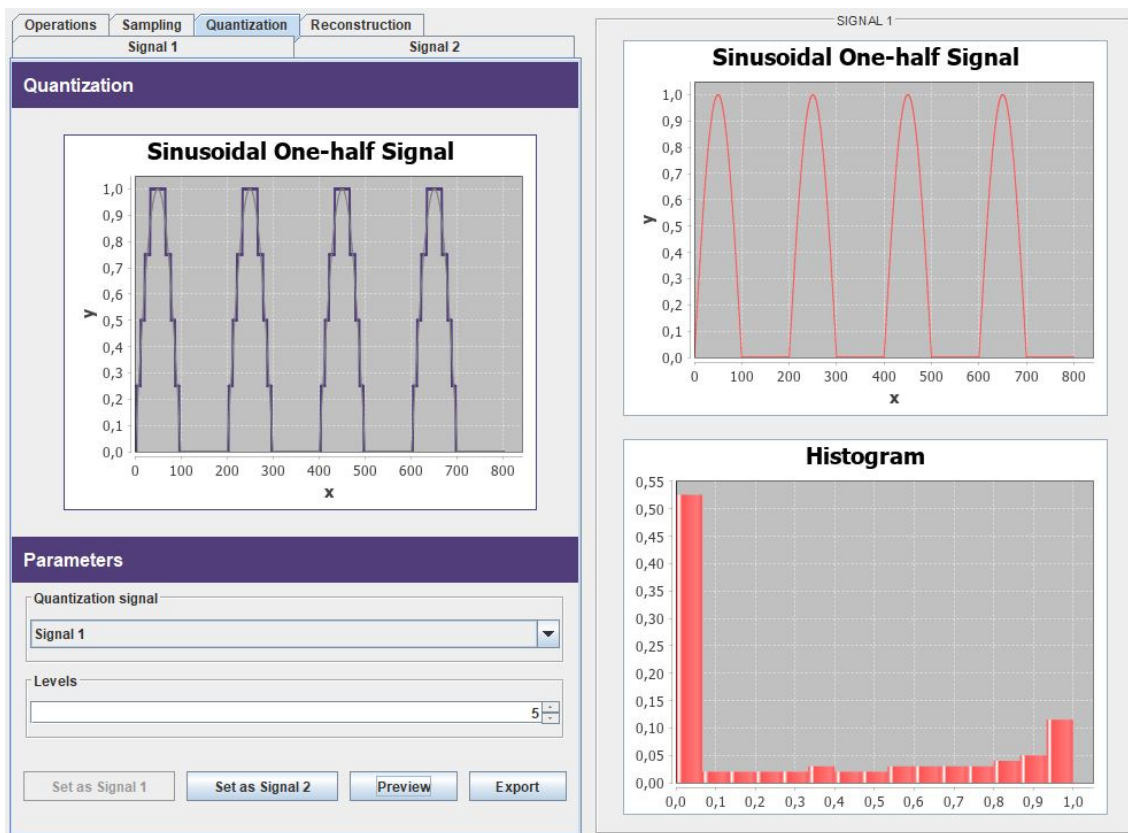 Operations Sampling Quantization Reconstruction
Signal 1 Signal 2
Quantization
Sinusoidal One-half Signal
1,0
0,9
0,8
0,7
0,6
y
0,5
0,4
0,3
0,2
0,1
0,0
0 100 200 300 400 500 600 700 800
x
Parameters
Quantization signal
Signal 1
Levels
5
Set as Signal 1 Set as Signal 2 Preview Export
SIGNAL 1
Sinusoidal One-half Signal
1,0
0,9
0,8
0,7
0,6
y
0,5
0,4
0,3
0,2
0,1
0,0
0 100 200 300 400 500 600 700 800
x
Histogram
0,55
0,50
0,45
0,40
0,35
0,30
0,25
0,20
0,15
0,10
0,05
0,00
0,0 0,1 0,2 0,3 0,4 0,5 0,6 0,7 0,8 0,9 1,0